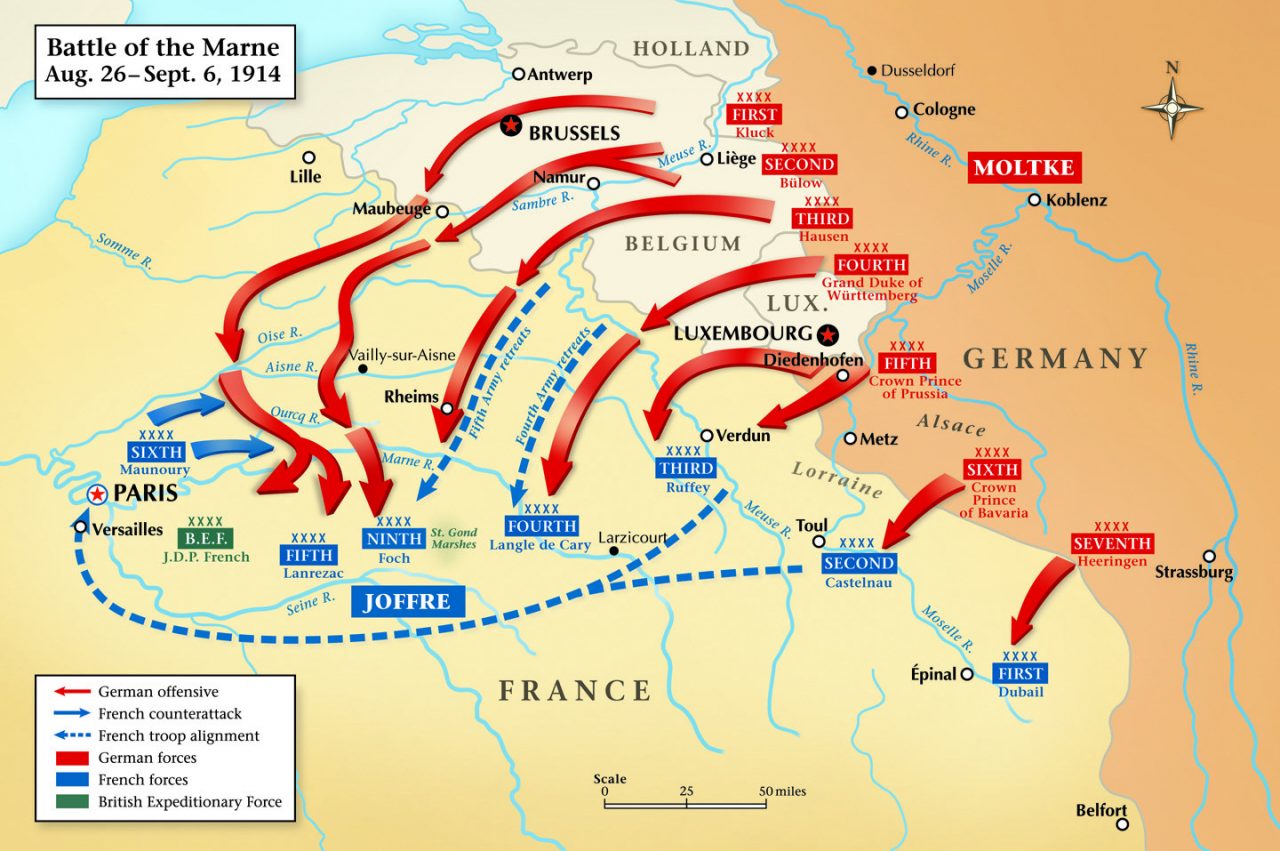 Battle of the Marne
Aug. 26–Sept. 6, 1914
HOLLAND
N
Antwerp
Dusseldorf
Cologne
Rhine R.
XXXX
FIRST
Kluck
BRUSSELS
Meuse R.
Liège
XXXX
SECOND
Bülow
MOLTKE
Lille
Namur
Koblenz
Maubeuge
Sambre R.
XXXX
THIRD
Hausen
Somme R.
BELGIUM
XXXX
FOURTH
Grand Duke of
Württemberg
Moselle R.
LUX.
LUXEMBOURG
Oise R.
Aisne R.
Vailly-sur-Aisne
Fifth Army retreats
Fourth Army retreats
Diedenhofen
XXXX
FIFTH
Crown Prince
of Prussia
GERMANY
Rhine R.
Rheims
Ourcq R.
Alsace
XXXX
SIXTH
Maunoury
Marne R.
Verdun
Metz
XXXX
THIRD
Ruffey
Lorraine
XXXX
SIXTH
Crown
Prince
of Bavaria
PARIS
Versailles
XXXX
B.E.F.
J.D.P. French
XXXX
FIFTH
Lanrezac
XXXX
NINTH
Foch
St. Gond
Marshes
XXXX
FOURTH
Langle de Cary
Larzicourt
Meuse R.
Toul
XXXX
SECOND
Castelnau
XXXX
SEVENTH
Heeringen
Strassburg
Seine R.
JOFFRE
Moselle R.
Épinal
XXXX
FIRST
Dubail
FRANCE
German offensive
French counterattack
French troop alignment
German forces
French forces
British Expeditionary Force
Scale
0 25 50 miles
Belfort